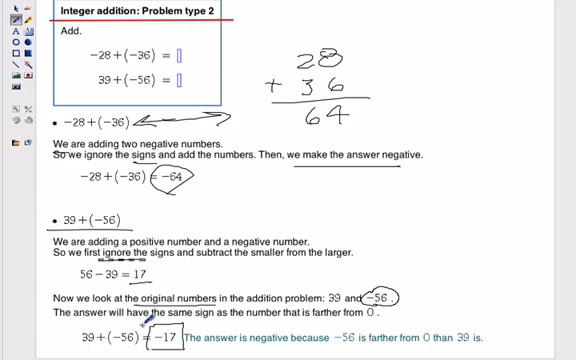 Integer addition: Problem type 2
Add.
−28+(−36) = 
39+(−56) = 
28
+ 36
64
• −28+(−36)
We are adding two negative numbers.
So we ignore the signs and add the numbers. Then, we make the answer negative.
−28+(−36) = −64
• 39+(−56)
We are adding a positive number and a negative number.
So we first ignore the signs and subtract the smaller from the larger.
56 − 39 = 17
Now we look at the original numbers in the addition problem: 39 and −56.
The answer will have the same sign as the number that is farther from 0.
39+(−56) = −17 The answer is negative because −56 is farther from 0 than 39 is.